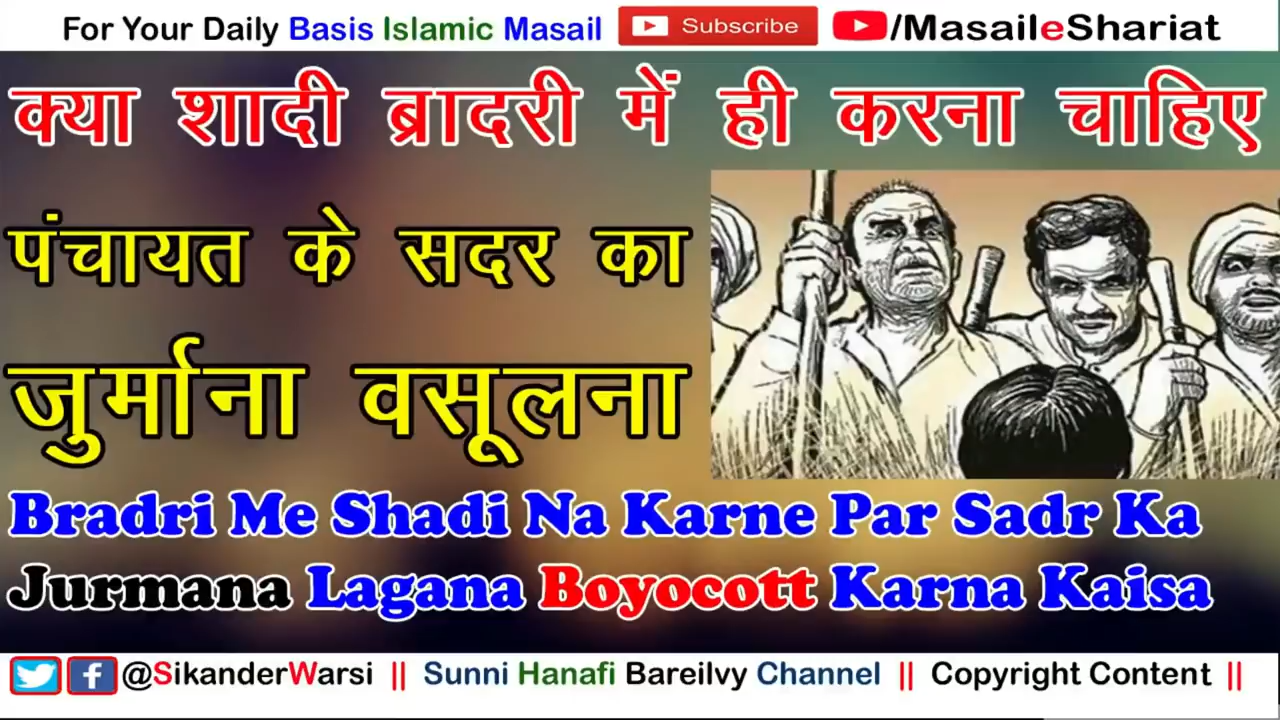 For Your Daily Basis Islamic Masail Subscribe /MasaileShariat
क्या शादी ब्रादरी में ही करना चाहिए
पंचायत के सदर का
जुर्माना वसूलना
Bradri Me Shadi Na Karne Par Sadr Ka
Jurmana Lagana Boyocott Karna Kaisa
@SikanderWarsi || Sunni Hanafi Bareilvy Channel || Copyright Content ||